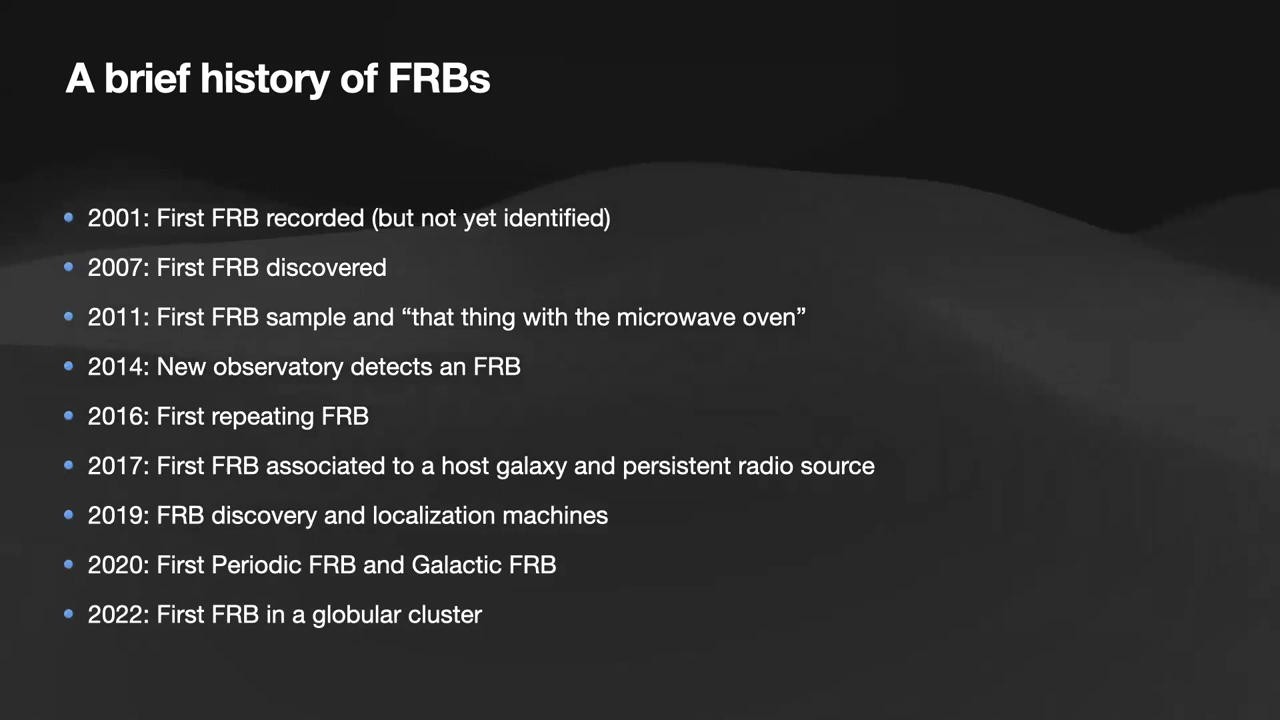 A brief history of FRBs
• 2001: First FRB recorded (but not yet identified)
• 2007: First FRB discovered
• 2011: First FRB sample and “that thing with the microwave oven”
• 2014: New observatory detects an FRB
• 2016: First repeating FRB
• 2017: First FRB associated to a host galaxy and persistent radio source
• 2019: FRB discovery and localization machines
• 2020: First Periodic FRB and Galactic FRB
• 2022: First FRB in a globular cluster